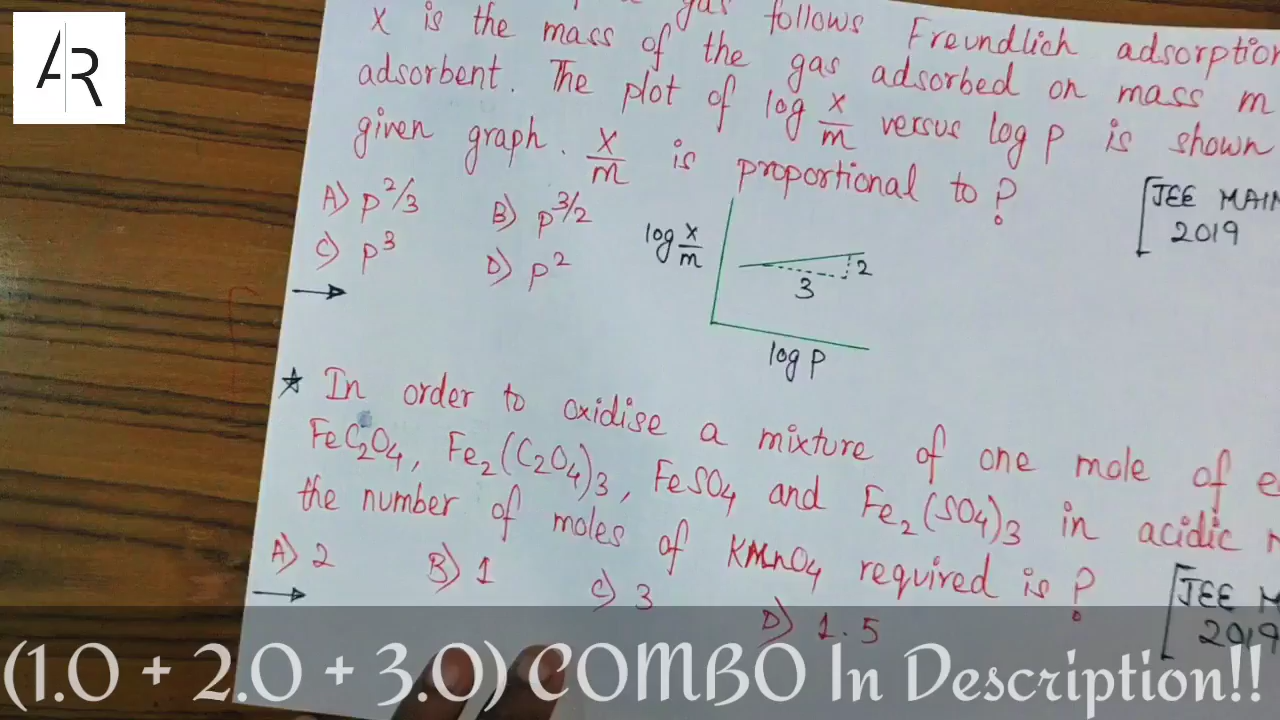 AR
gas follows Freundlich adsorption
x is the mass of the gas adsorbed on mass m
adsorbent. The plot of log x/m versus log p is shown
given graph. x/m is proportional to ?
[JEE MAIN
2019
A) p^2/3 B) p^3/2
C) p^3 D) p^2
log x/m
2
3
log p
* In order to oxidise a mixture of one mole of e
FeC2O4, Fe2(C2O4)3, FeSO4 and Fe2(SO4)3 in acidic
the number of moles of KMnO4 required is ?
A) 2 B) 1 C) 3 D) 1.5
[JEE M
2019
(1.0 + 2.0 + 3.0) COMBO In Description!!